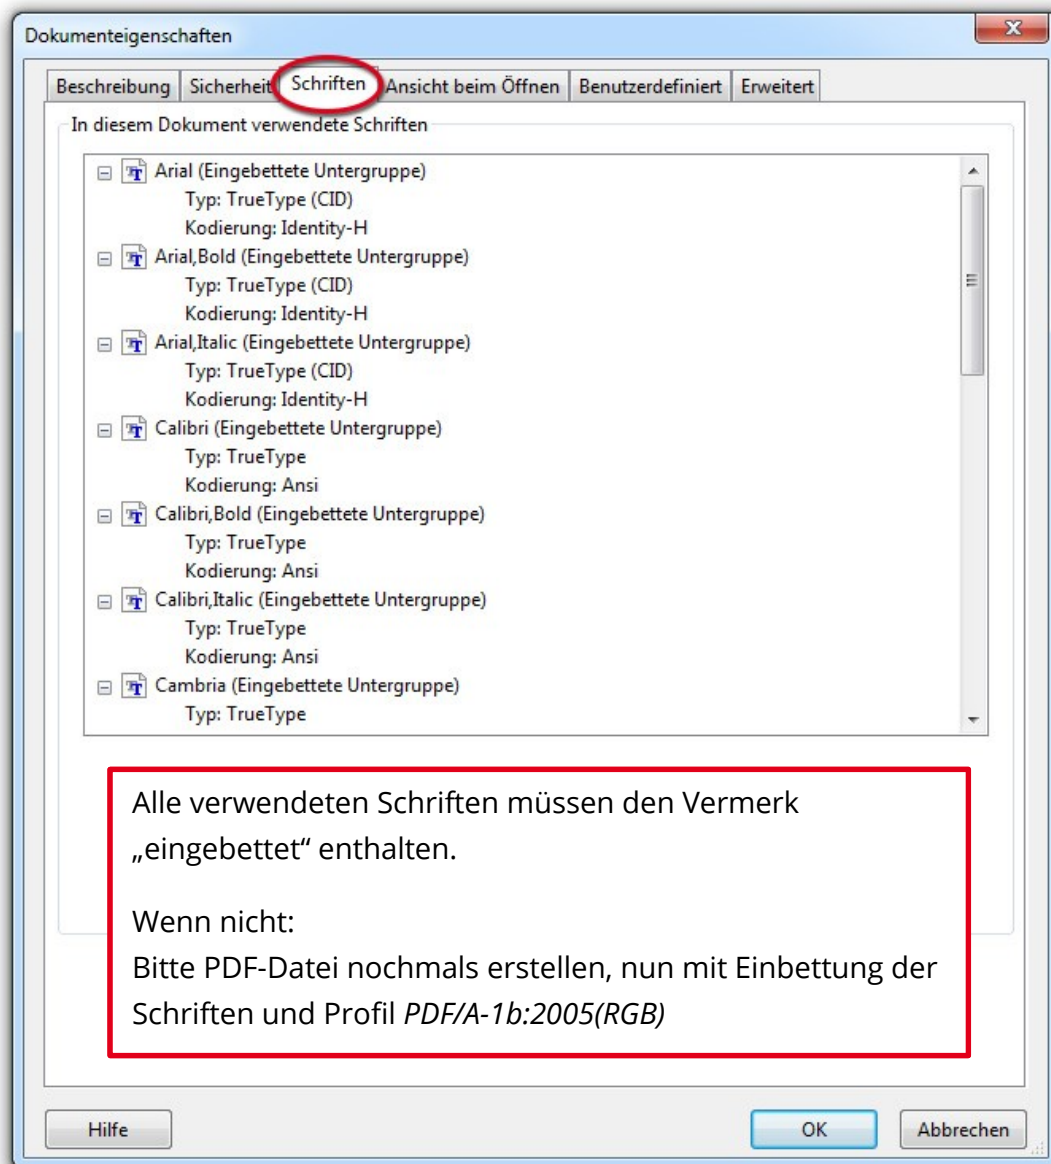 Dokumenteigenschaften
Beschreibung Sicherheit Schriften Ansicht beim Öffnen Benutzerdefiniert Erweitert
In diesem Dokument verwendete Schriften
Arial (Eingebettete Untergruppe)
Typ: TrueType (CID)
Kodierung: Identity-H
Arial,Bold (Eingebettete Untergruppe)
Typ: TrueType (CID)
Kodierung: Identity-H
Arial,Italic (Eingebettete Untergruppe)
Typ: TrueType (CID)
Kodierung: Identity-H
Calibri (Eingebettete Untergruppe)
Typ: TrueType
Kodierung: Ansi
Calibri,Bold (Eingebettete Untergruppe)
Typ: TrueType
Kodierung: Ansi
Calibri,Italic (Eingebettete Untergruppe)
Typ: TrueType
Kodierung: Ansi
Cambria (Eingebettete Untergruppe)
Typ: TrueType
Alle verwendeten Schriften müssen den Vermerk
„eingebettet“ enthalten.
Wenn nicht:
Bitte PDF-Datei nochmals erstellen, nun mit Einbettung der
Schriften und Profil PDF/A-1b:2005(RGB)
Hilfe OK Abbrechen